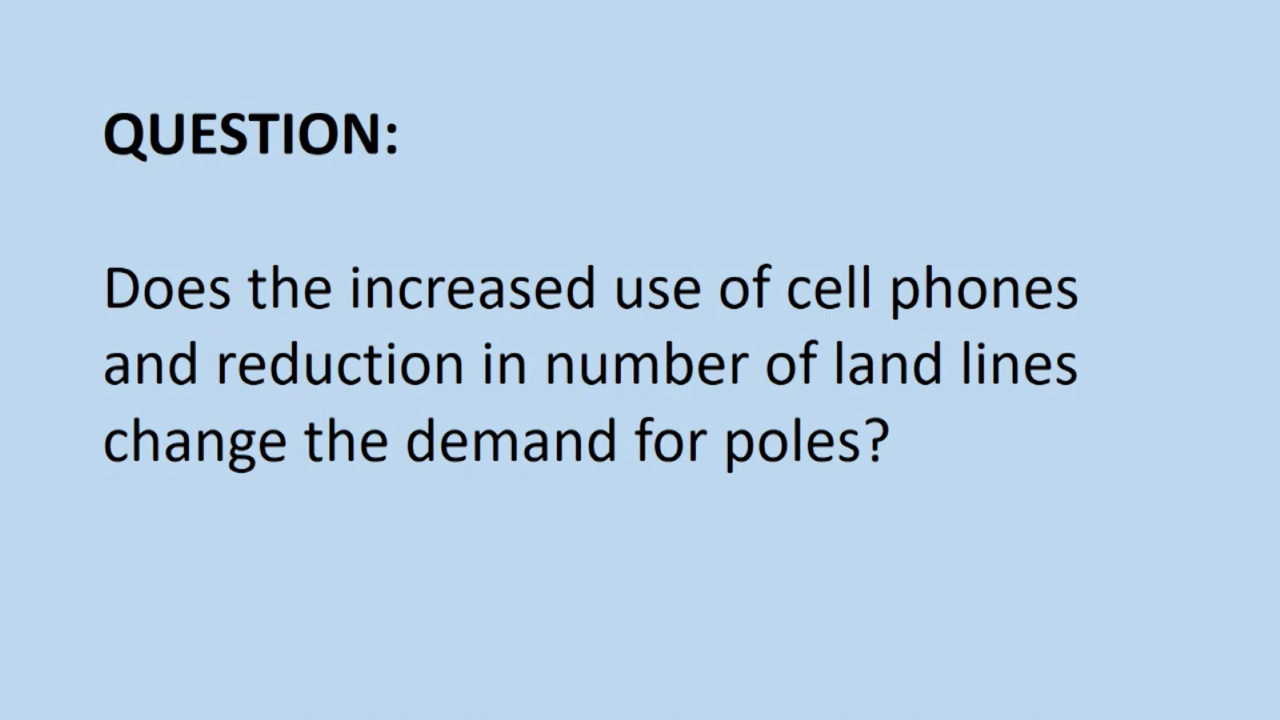 QUESTION:
Does the increased use of cell phones
and reduction in number of land lines
change the demand for poles?